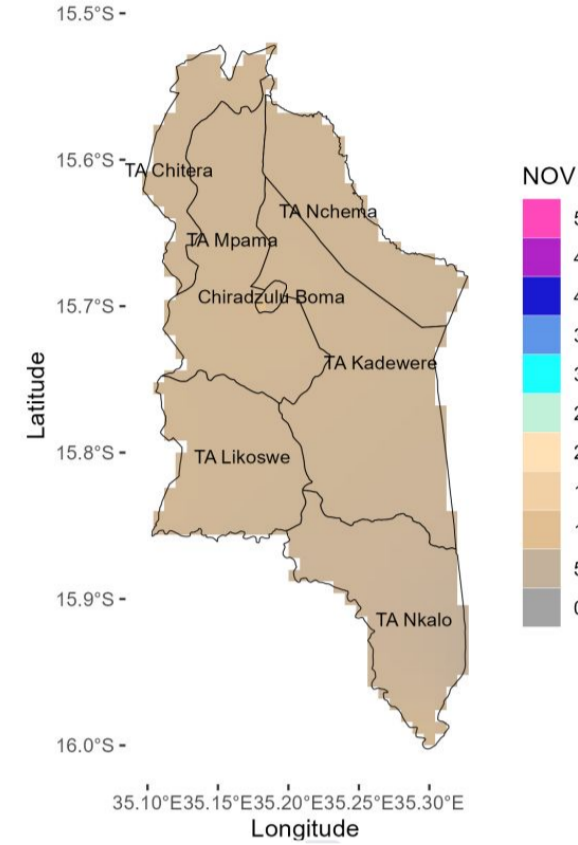 15.5°S
15.6°S
15.7°S
15.8°S
15.9°S
16.0°S
Latitude
TA Chitera
TA Nchema
TA Mpama
Chiradzulu Boma
TA Kadewere
TA Likoswe
TA Nkalo
35.10°E35.15°E35.20°E35.25°E35.30°E
Longitude
NOV
5
4
4
3
3
2
2
1
1
5
0